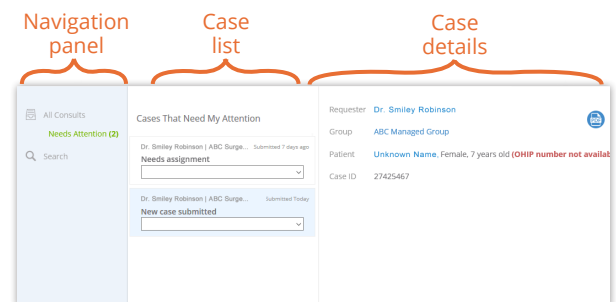 Navigation
panel
Case
list
Case
details
All Consults
Needs Attention (2)
Search
Cases That Need My Attention
Dr. Smiley Robinson | ABC Surge... Submitted 7 days ago
Needs assignment
Dr. Smiley Robinson | ABC Surge... Submitted Today
New case submitted
Requester Dr. Smiley Robinson
Group ABC Managed Group
Patient Unknown Name, Female, 7 years old (OHIP number not availab
Case ID 27425467